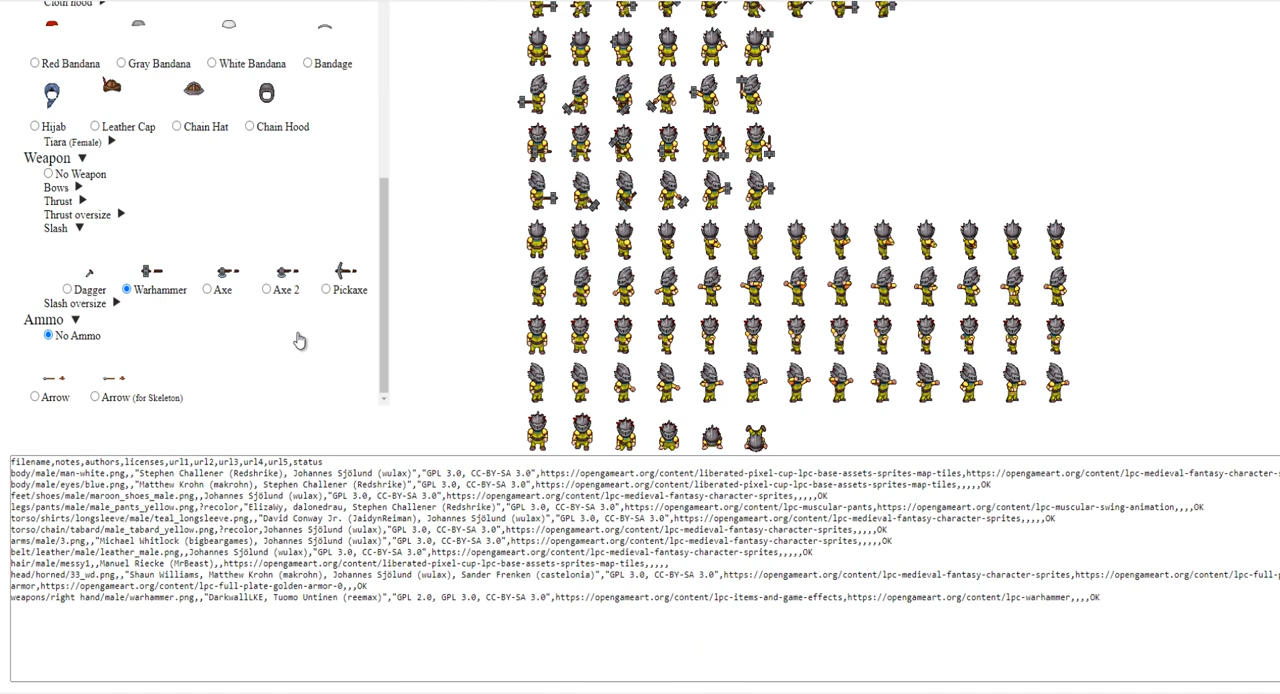 Cloth hood ▶
Red Bandana Gray Bandana White Bandana Bandage
Hijab Leather Cap Chain Hat Chain Hood
Tiara (Female) ▶
Weapon ▼
No Weapon
Bows ▶
Thrust ▶
Thrust oversize ▶
Slash ▼
Dagger Warhammer Axe Axe 2 Pickaxe
Slash oversize ▶
Ammo ▼
No Ammo
Arrow Arrow (for Skeleton)
filename,notes,authors,licenses,url1,url2,url3,url4,url5,status
body/male/man-white.png,,"Stephen Challener (Redshrike), Johannes Sjölund (wulax)","GPL 3.0, CC-BY-SA 3.0",https://opengameart.org/content/liberated-pixel-cup-lpc-base-assets-sprites-map-tiles,https://opengameart.org/content/lpc-medieval-fantasy-character-s
body/male/eyes/blue.png,,"Matthew Krohn (makrohn), Stephen Challener (Redshrike)","GPL 3.0, CC-BY-SA 3.0",https://opengameart.org/content/liberated-pixel-cup-lpc-base-assets-sprites-map-tiles,,,,,OK
feet/shoes/male/maroon_shoes_male.png,,Johannes Sjölund (wulax),"GPL 3.0, CC-BY-SA 3.0",https://opengameart.org/content/lpc-medieval-fantasy-character-sprites,,,,,OK
legs/pants/male/male_pants_yellow.png,?recolor,"ElizaWy, dalonedrau, Stephen Challener (Redshrike)","GPL 3.0, CC-BY-SA 3.0",https://opengameart.org/content/lpc-muscular-pants,https://opengameart.org/content/lpc-muscular-swing-animation,,,,OK
torso/shirts/longsleeve/male/teal_longsleeve.png,,"David Conway Jr. (JaidynReiman), Johannes Sjölund (wulax)","GPL 3.0, CC-BY-SA 3.0",https://opengameart.org/content/lpc-medieval-fantasy-character-sprites,,,,,OK
torso/chain/tabard/male_tabard_yellow.png,?recolor,Johannes Sjölund (wulax),"GPL 3.0, CC-BY-SA 3.0",https://opengameart.org/content/lpc-medieval-fantasy-character-sprites,,,,,OK
arms/male/3.png,,"Michael Whitlock (bigbeargames), Johannes Sjölund (wulax)","GPL 3.0, CC-BY-SA 3.0",https://opengameart.org/content/lpc-medieval-fantasy-character-sprites,,,,,OK
belt/leather/male/leather_male.png,,Johannes Sjölund (wulax),"GPL 3.0, CC-BY-SA 3.0",https://opengameart.org/content/lpc-medieval-fantasy-character-sprites,,,,,OK
hair/male/messy1,,Manuel Riecke (MrBeast),,https://opengameart.org/content/liberated-pixel-cup-lpc-base-assets-sprites-map-tiles,,,,,
head/horned/33_wd.png,,"Shaun Williams, Matthew Krohn (makrohn), Johannes Sjölund (wulax), Sander Frenken (castelonia)","GPL 3.0, CC-BY-SA 3.0",https://opengameart.org/content/lpc-medieval-fantasy-character-sprites,https://opengameart.org/content/lpc-full-p
armor,https://opengameart.org/content/lpc-full-plate-golden-armor-0,,,OK
weapons/right hand/male/warhammer.png,,"DarkwallLKE, Tuomo Untinen (reemax)","GPL 2.0, GPL 3.0, CC-BY-SA 3.0",https://opengameart.org/content/lpc-items-and-game-effects,https://opengameart.org/content/lpc-warhammer,,,,OK